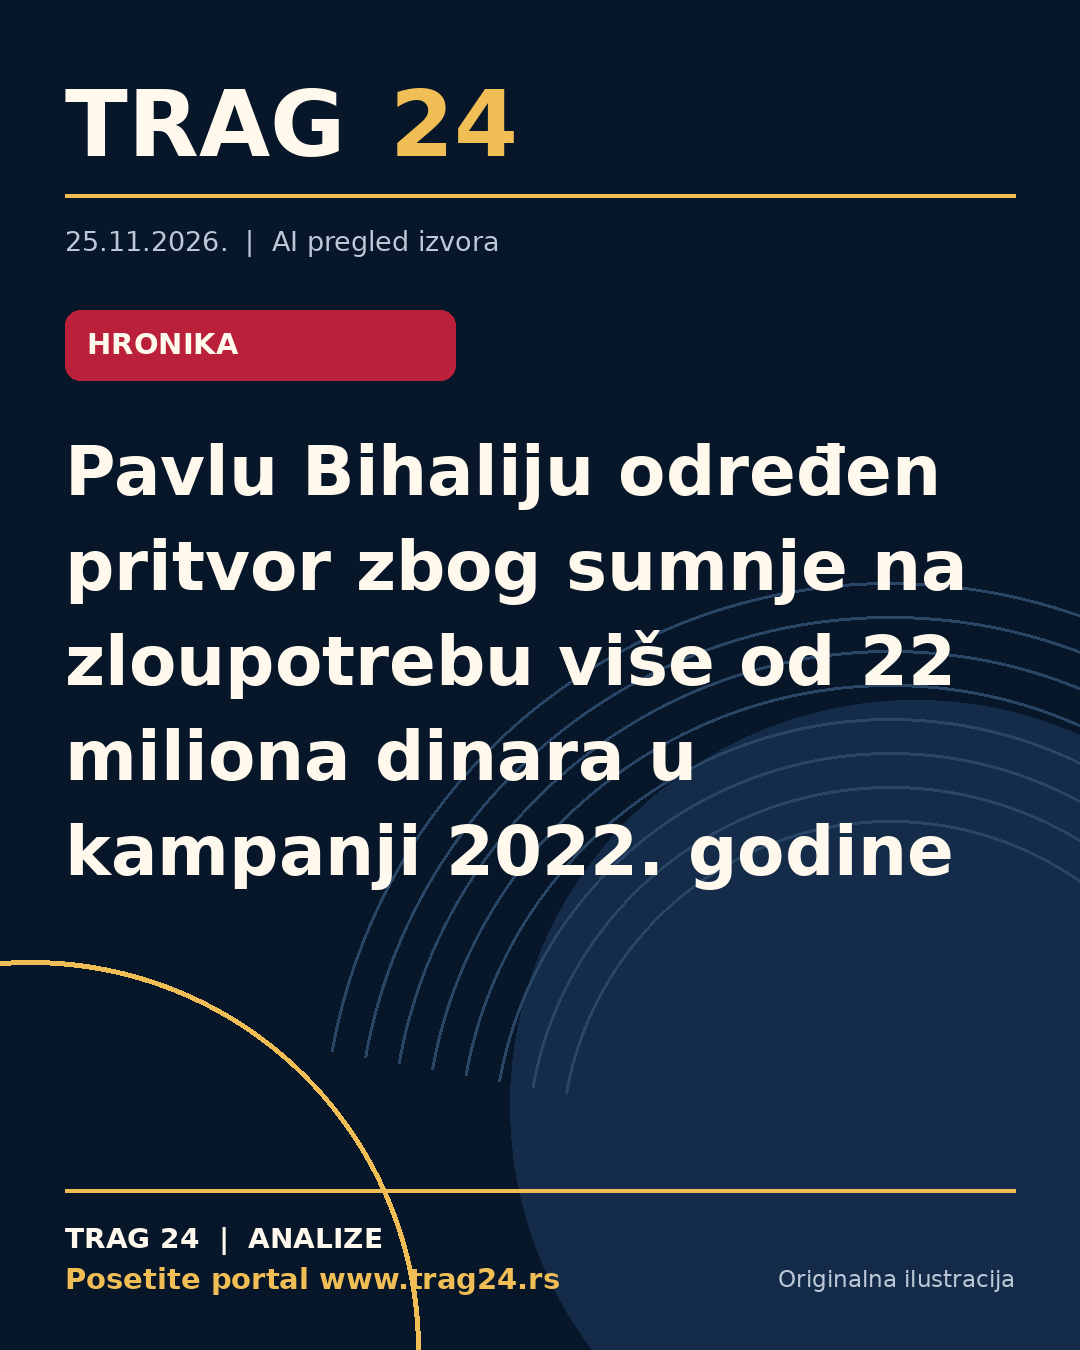 TRAG 24
25.11.2026. | AI pregled izvora
HRONIKA
Pavlu Bihaliju određen
pritvor zbog sumnje na
zloupotrebu više od 22
miliona dinara u
kampanji 2022. godine
TRAG 24 | ANALIZE
Posetite portal www.trag24.rs
Originalna ilustracija